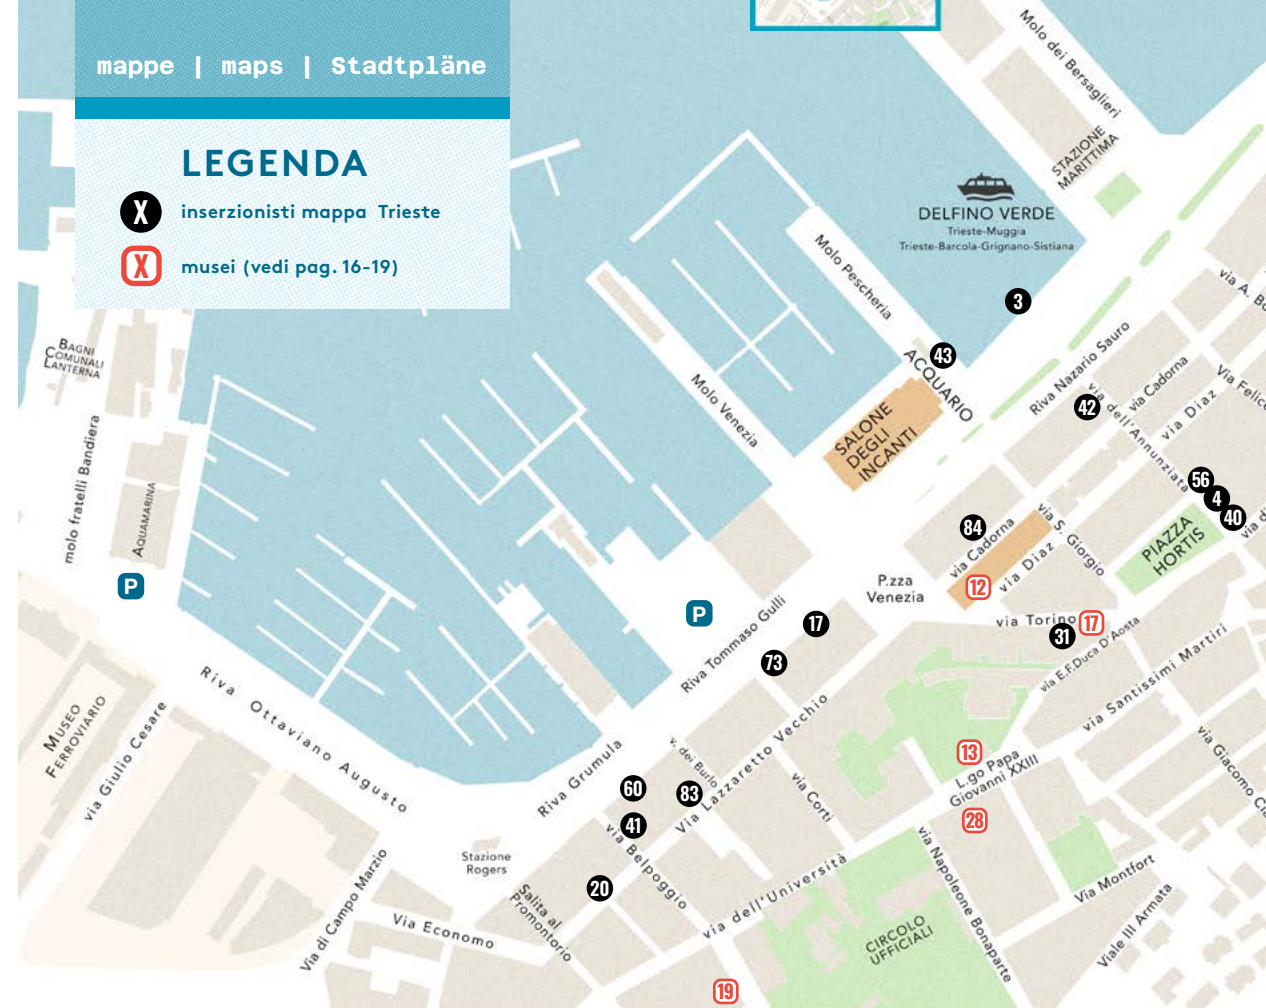 mappe | maps | Stadtpläne
LEGENDA
X inserzionisti mappa Trieste
X musei (vedi pag. 16-19)
Molo dei Bersaglieri
STAZIONE
MARITTIMA
DELFINO VERDE
Trieste-Muggia
Trieste-Barcola-Grignano-Sistiana
Molo Pescheria
3
43
ACQUARIO
SALONE
DEGLI
INCANTI
Molo Venezia
BAGNI
COMUNALI
LANTERNA
molo fratelli Bandiera
AQUAMARINA
P
P
Riva Nazario Sauro
42
via dell'Annunziata
via Cadorna
via Diaz
via A. Bo
Via Felice
56
4
40
PIAZZA
HORTIS
via di
84
via Cadorna
via S. Giorgio
via Diaz
12
P.zza
Venezia
via Torino
17
31
via E.F.Duca D'Aosta
via Santissimi Martiri
17
73
Riva Tommaso Gulli
Via Lazzaretto Vecchio
v. dei Burlo
Riva Grumula
Riva Ottaviano Augusto
MUSEO
FERROVIARIO
via Giulio Cesare
60
83
41
via Belpoggio
20
via Corti
13
L.go Papa
Giovanni XXIII
28
via Giacomo Cia
Via Montfort
Viale III Armata
via Napoleone Bonaparte
via dell'Università
CIRCOLO
UFFICIALI
Stazione
Rogers
Salita al
Promontorio
Via Economo
Via di Campo Marzio
19